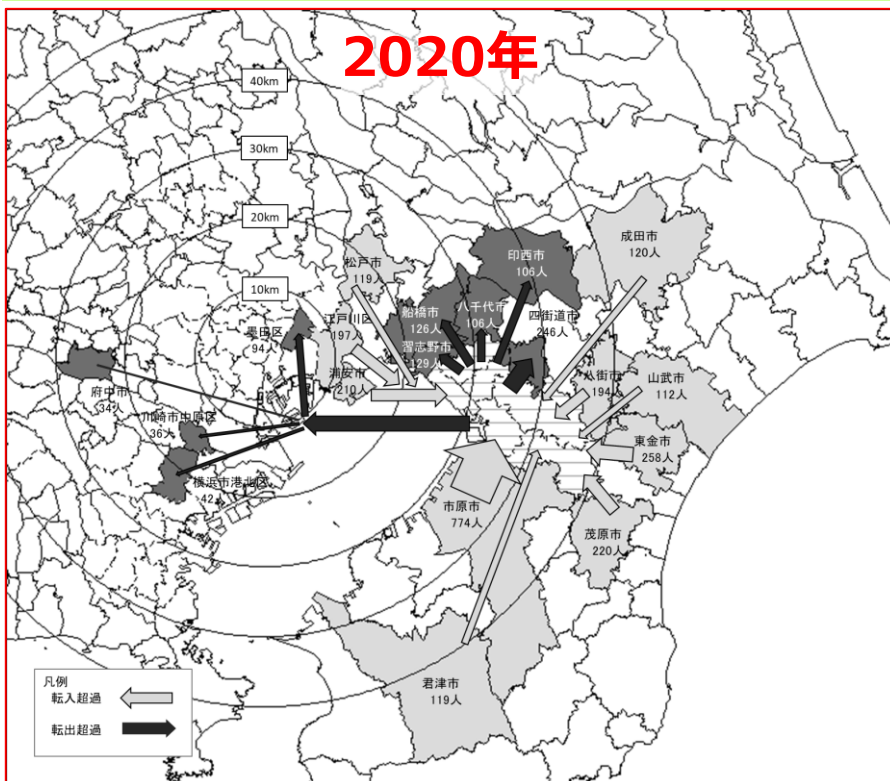 2020年
40km
30km
20km
10km
成田市
120人
印西市
106人
松戸市
119人
船橋市
126人
八千代市
106人
四街道市
246人
江戸川区
197人
墨田区
94人
習志野市
129人
浦安市
210人
八街市
194人
山武市
112人
府中市
34人
川崎市中原区
36人
東金市
258人
横浜市港北区
42人
市原市
774人
茂原市
220人
君津市
119人
凡例
転入超過
転出超過